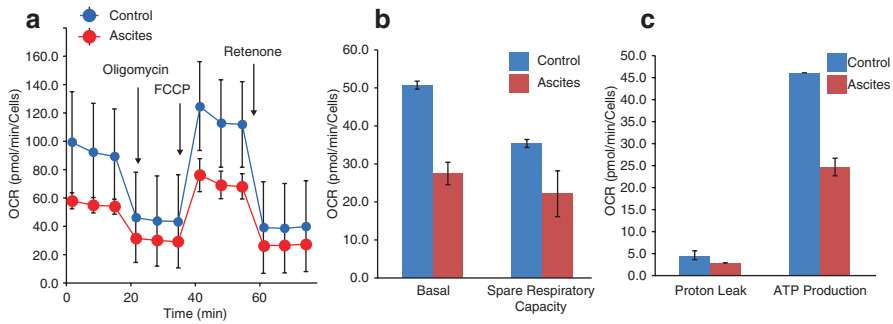 a
Control
Ascites
160.0
140.0
120.0
100.0
80.0
60.0
40.0
20.0
0.0
OCR (pmol/min/Cells)
Oligomycin
FCCP
Retenone
0
20
40
60
Time (min)
b
60.0
50.0
40.0
30.0
20.0
10.0
0.0
OCR (pmol/min/Cells)
Control
Ascites
Basal
Spare Respiratory
Capacity
c
50.0
45.0
40.0
35.0
30.0
25.0
20.0
15.0
10.0
5.0
0.0
OCR (pmol/min/Cells)
Control
Ascites
Proton Leak
ATP Production